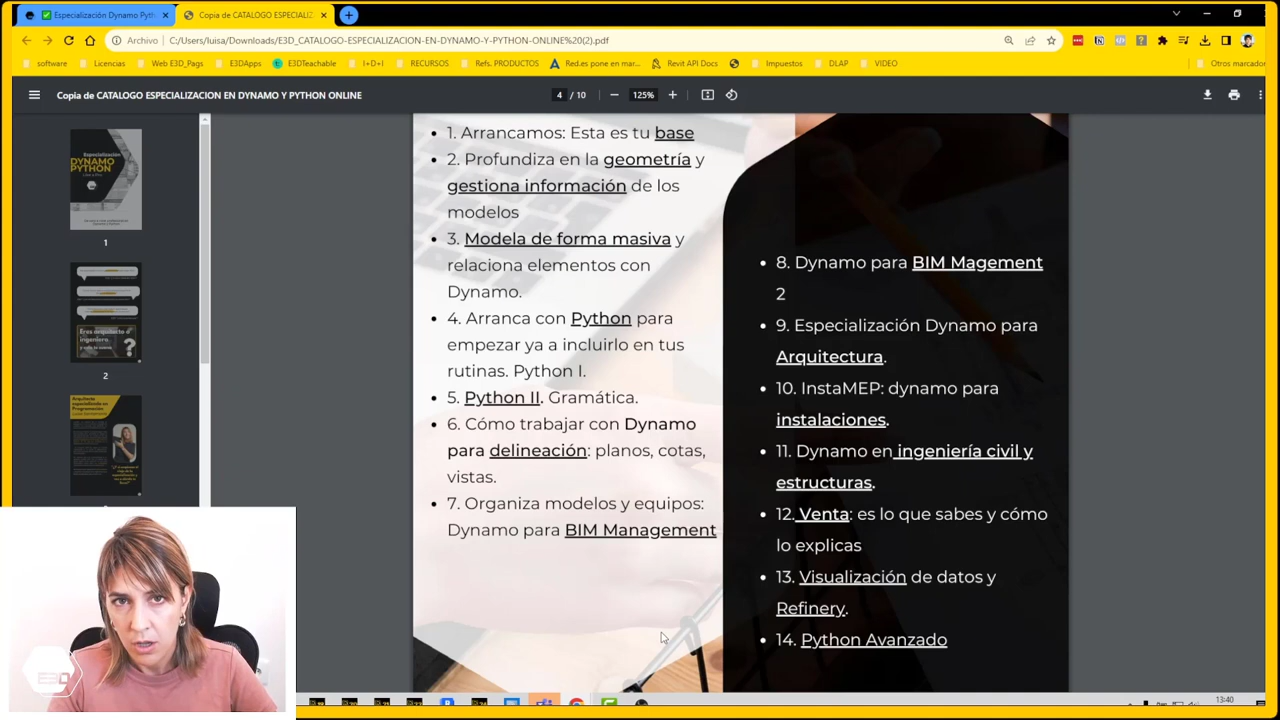 Especialización Dynamo Pyth
Copia de CATALOGO ESPECIALIZ
Archivo
C:/Users/luisa/Downloads/E3D_CATALOGO-ESPECIALIZACION-EN-DYNAMO-Y-PYTHON-ONLINE%20(2).pdf
software
Licencias
Web E3D_Pags
E3DApps
E3DTeachable
I+D+I
RECURSOS
Refs. PRODUCTOS
Red.es pone en mar...
Revit API Docs
Impuestos
DLAP
VIDEO
Otros marcador
Copia de CATALOGO ESPECIALIZACION EN DYNAMO Y PYTHON ONLINE
4 / 10
125%
Especialización
DYNAMO
PYTHON
1
2
• 1. Arrancamos: Esta es tu base
• 2. Profundiza en la geometría y
gestiona información de los
modelos
• 3. Modela de forma masiva y
relaciona elementos con
Dynamo.
• 4. Arranca con Python para
empezar ya a incluirlo en tus
rutinas. Python I.
• 5. Python II. Gramática.
• 6. Cómo trabajar con Dynamo
para delineación: planos, cotas,
vistas.
• 7. Organiza modelos y equipos:
Dynamo para BIM Management
• 8. Dynamo para BIM Magement
2
• 9. Especialización Dynamo para
Arquitectura.
• 10. InstaMEP: dynamo para
instalaciones.
• 11. Dynamo en ingeniería civil y
estructuras.
• 12. Venta: es lo que sabes y cómo
lo explicas
• 13. Visualización de datos y
Refinery.
• 14. Python Avanzado
13:40